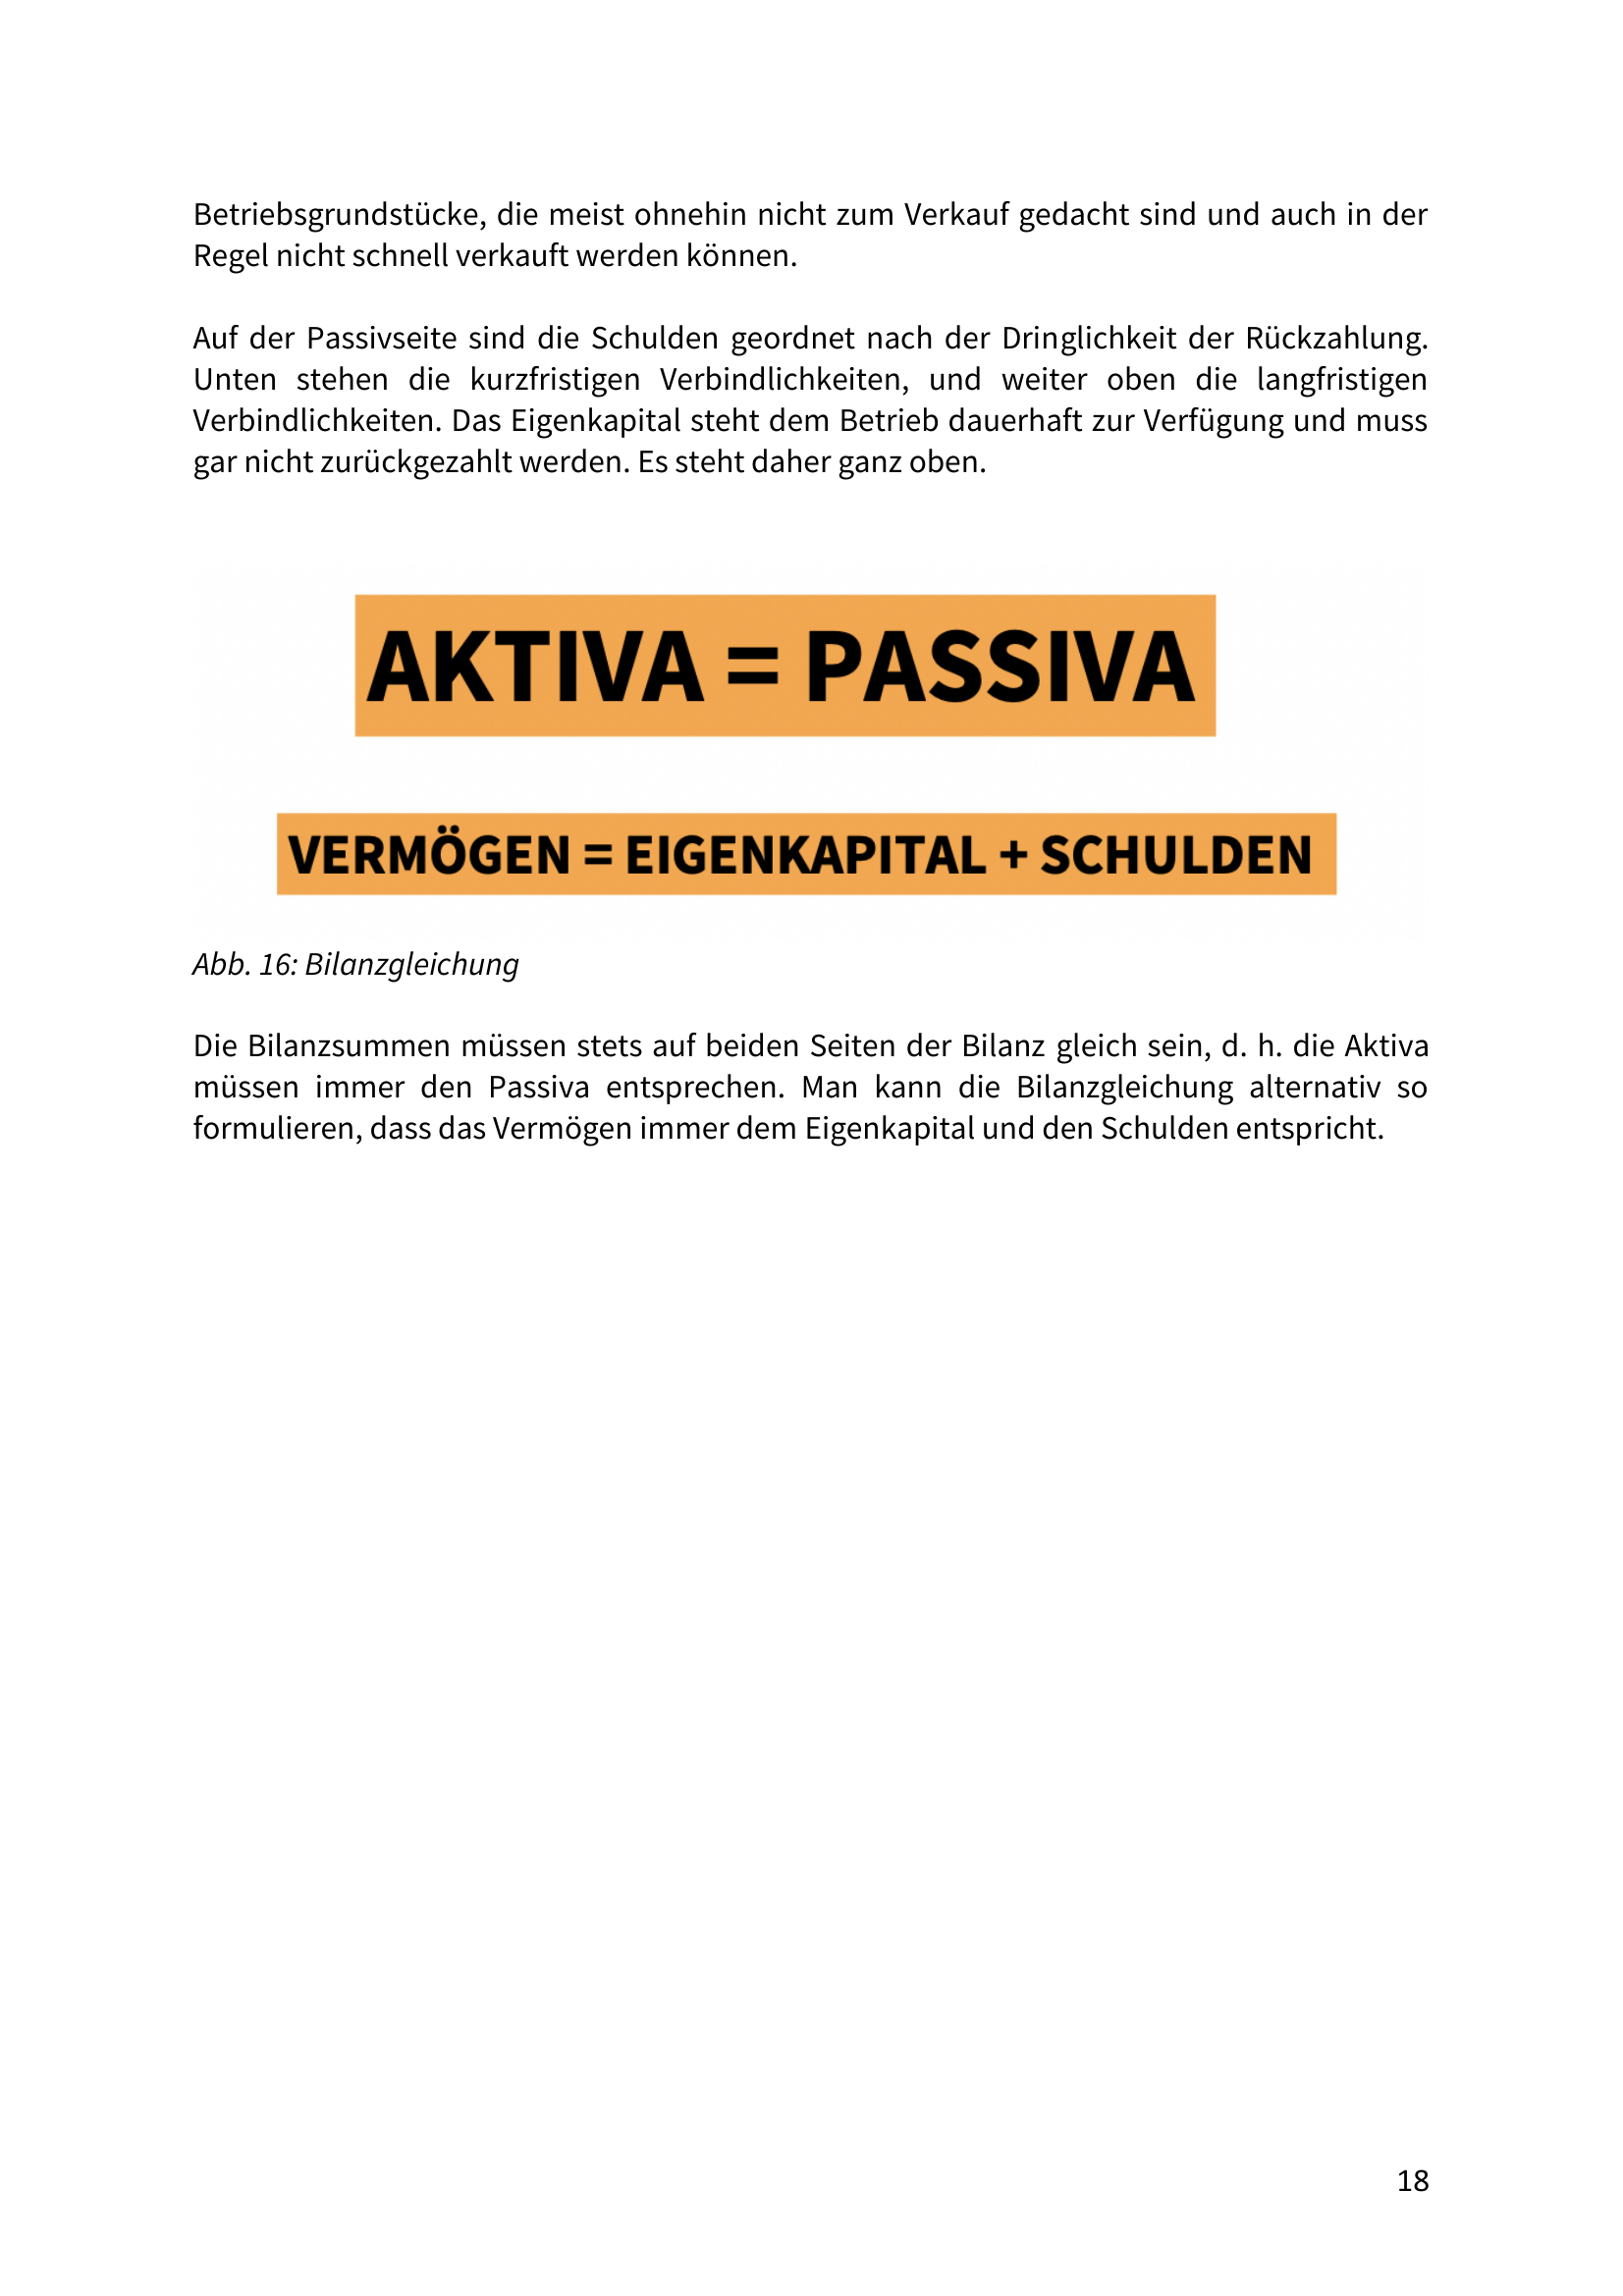 Betriebsgrundstücke, die meist ohnehin nicht zum Verkauf gedacht sind und auch in der
Regel nicht schnell verkauft werden können.
Auf der Passivseite sind die Schulden geordnet nach der Dringlichkeit der Rückzahlung.
Unten stehen die kurzfristigen Verbindlichkeiten, und weiter oben die langfristigen
Verbindlichkeiten. Das Eigenkapital steht dem Betrieb dauerhaft zur Verfügung und muss
gar nicht zurückgezahlt werden. Es steht daher ganz oben.
AKTIVA = PASSIVA
VERMÖGEN = EIGENKAPITAL + SCHULDEN
Abb. 16: Bilanzgleichung
Die Bilanzsummen müssen stets auf beiden Seiten der Bilanz gleich sein, d. h. die Aktiva
müssen immer den Passiva entsprechen. Man kann die Bilanzgleichung alternativ so
formulieren, dass das Vermögen immer dem Eigenkapital und den Schulden entspricht.
18